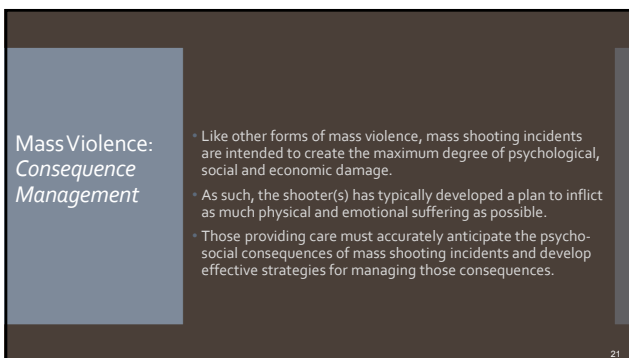 Mass Violence:
Consequence
Management
• Like other forms of mass violence, mass shooting incidents
are intended to create the maximum degree of psychological,
social and economic damage.
• As such, the shooter(s) has typically developed a plan to inflict
as much physical and emotional suffering as possible.
• Those providing care must accurately anticipate the psycho-
social consequences of mass shooting incidents and develop
effective strategies for managing those consequences.
21